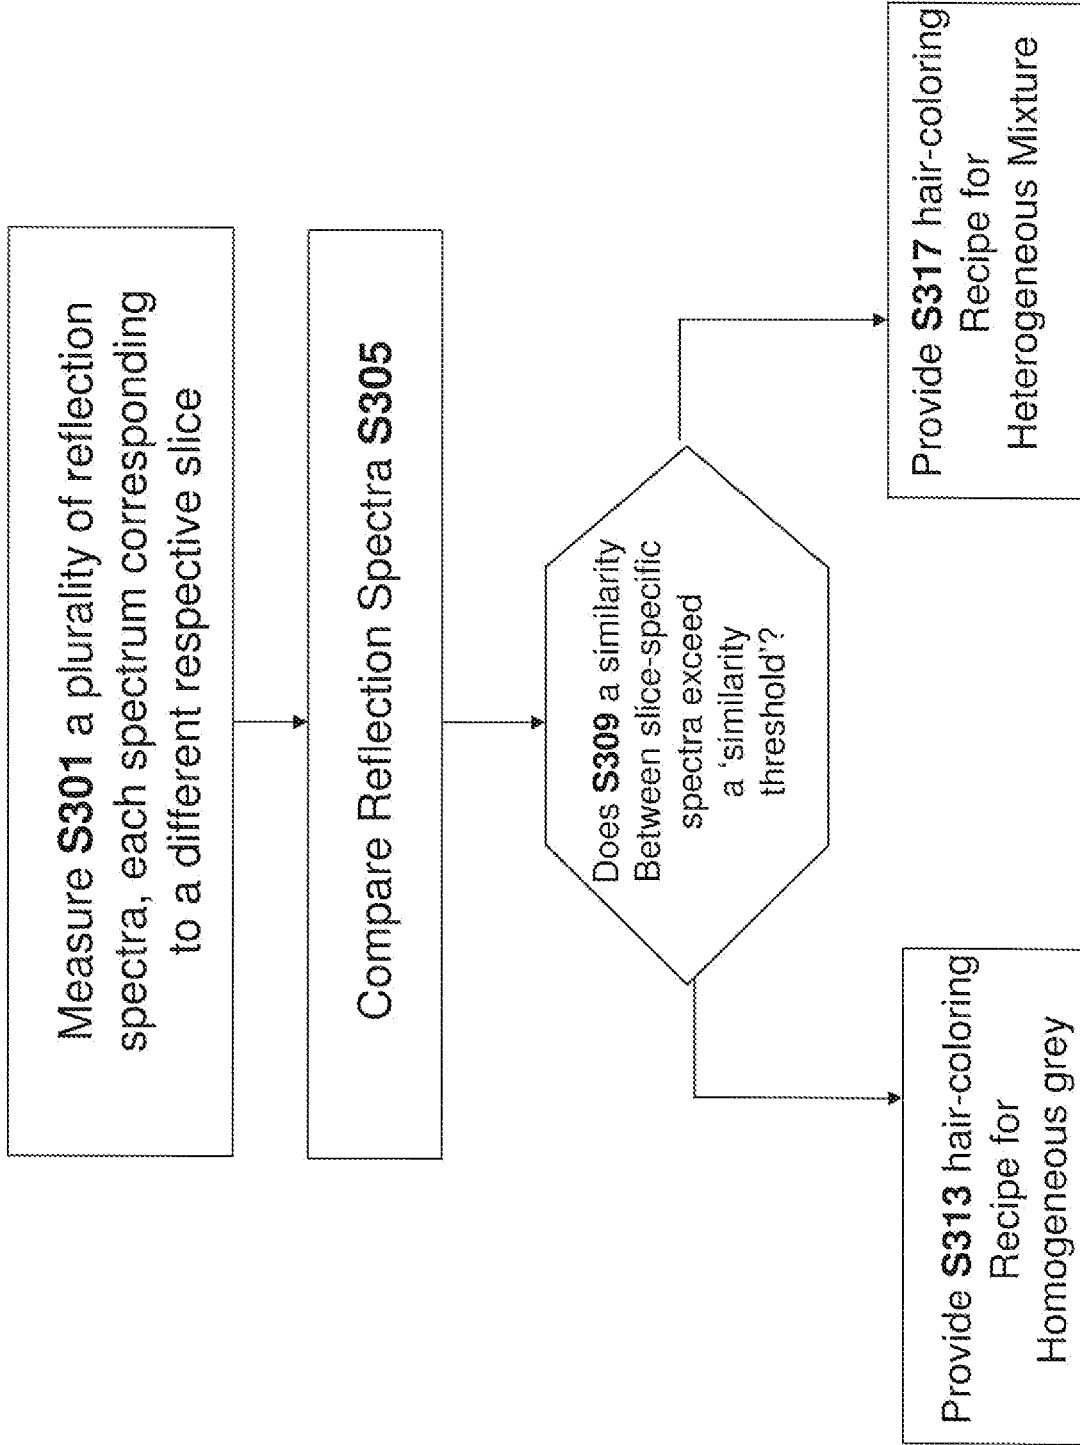 Measure S301 a plurality of reflection
spectra, each spectrum corresponding
to a different respective slice
Compare Reflection Spectra S305
Does S309 a similarity
Between slice-specific
spectra exceed
a 'similarity
threshold'?
Provide S313 hair-coloring
Recipe for
Homogeneous grey
Provide S317 hair-coloring
Recipe for
Heterogeneous Mixture